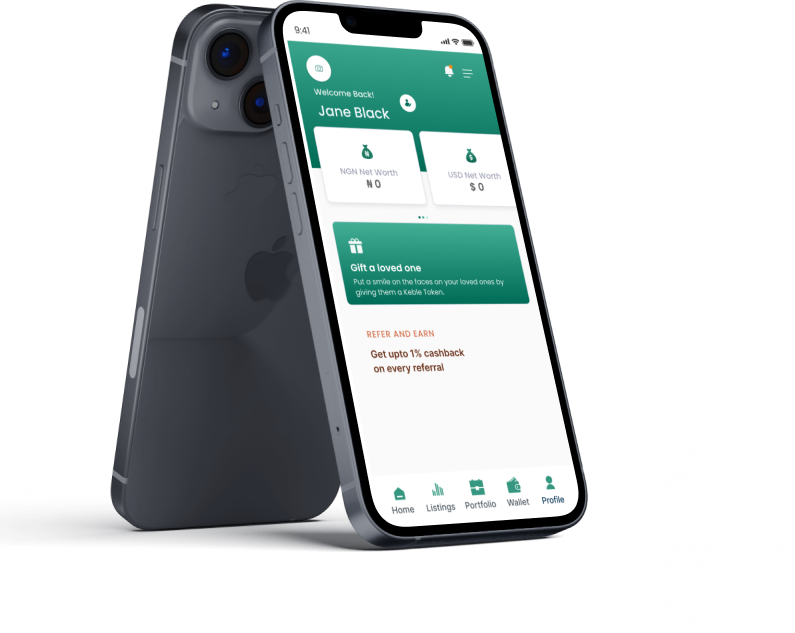 9:41
Welcome Back!
Jane Black
NGN Net Worth
₦ 0
USD Net Worth
$ 0
Gift a loved one
Put a smile on the faces on your loved ones by
giving them a Keble Token.
REFER AND EARN
Get upto 1% cashback
on every referral
Home Listings Portfolio Wallet Profile